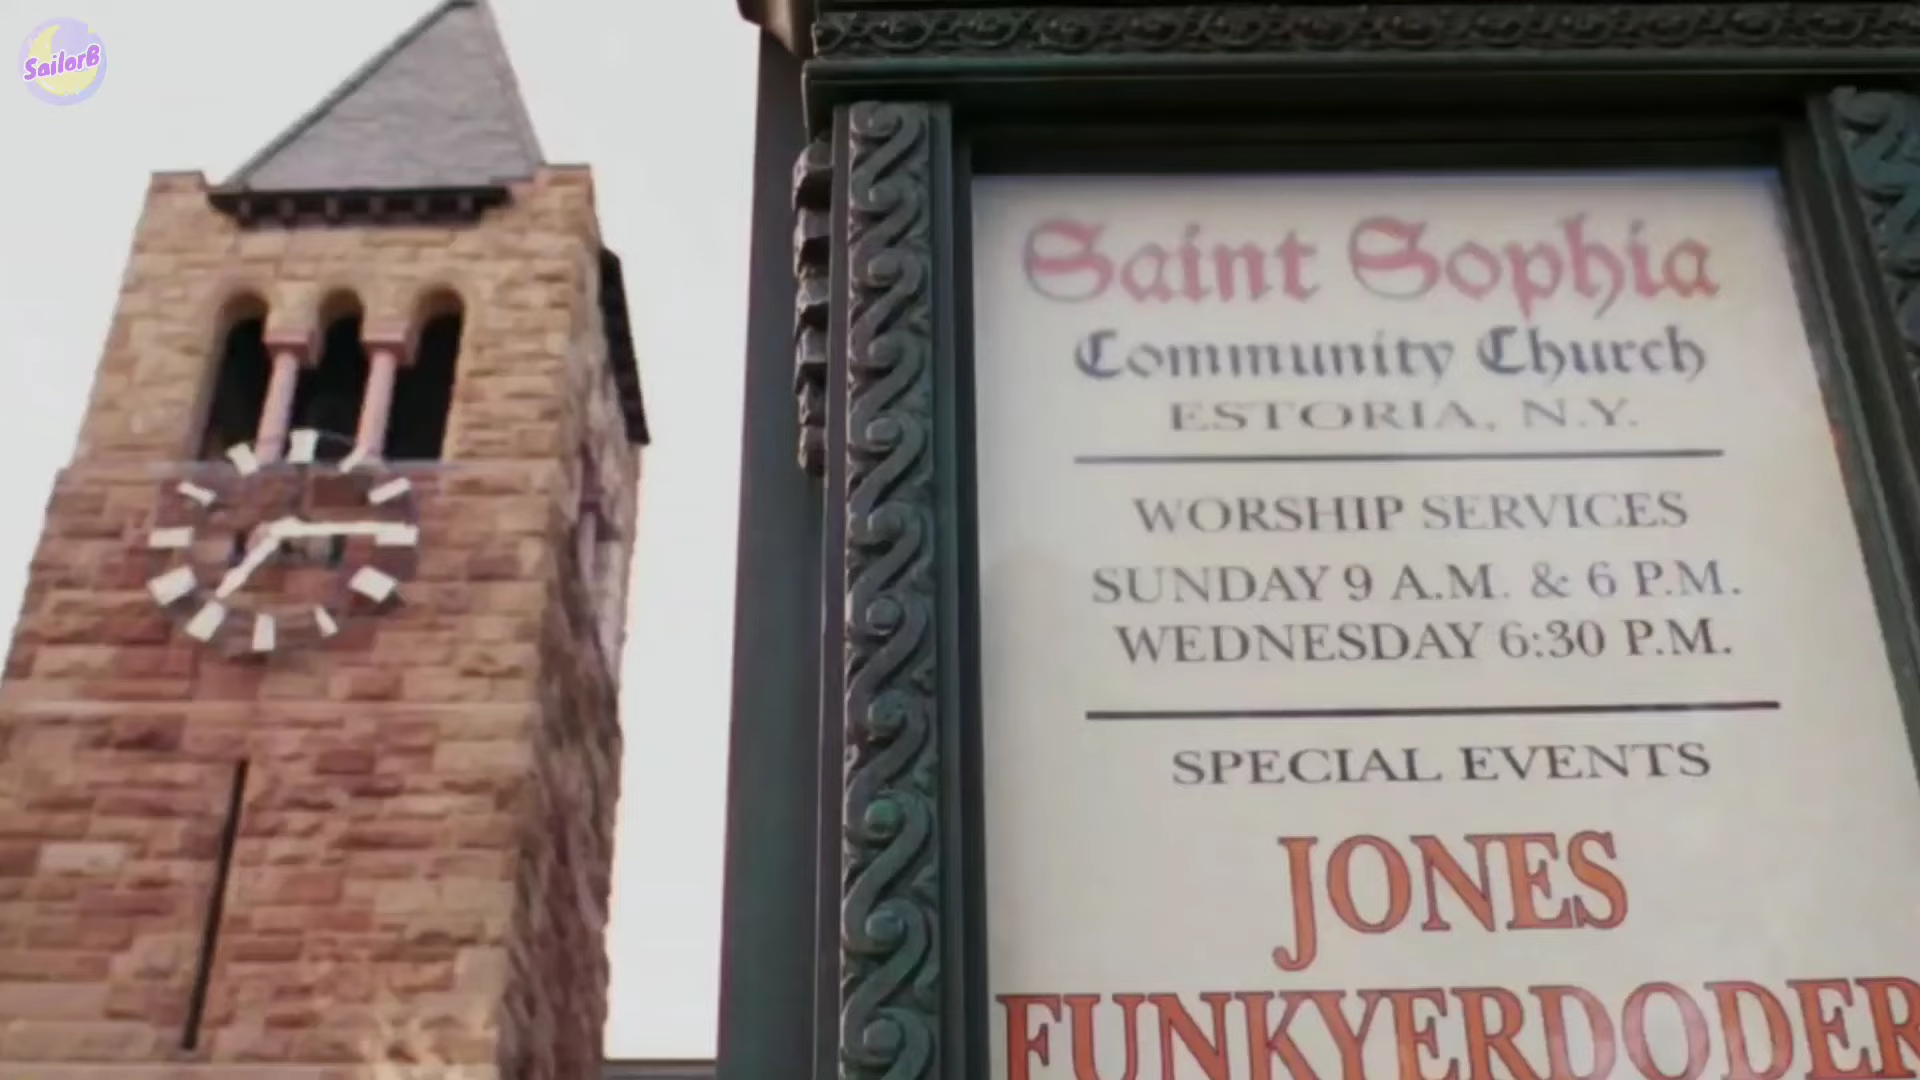 SailorB
Saint Sophia
Community Church
ESTORIA, N.Y.
WORSHIP SERVICES
SUNDAY 9 A.M. & 6 P.M.
WEDNESDAY 6:30 P.M.
SPECIAL EVENTS
JONES
FUNKYERDODER